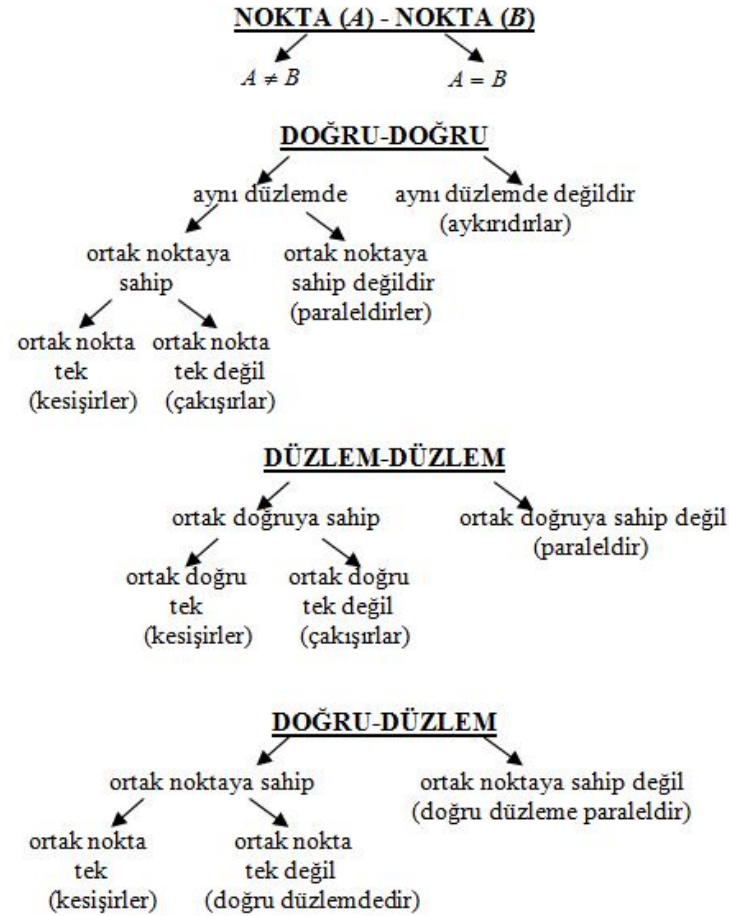 NOKTA (A) - NOKTA (B)
A ≠ B A = B
DOĞRU-DOĞRU
aynı düzlemde aynı düzlemde değildir
(aykırıdırlar)
ortak noktaya ortak noktaya
sahip sahip değildir
(paraleldirler)
ortak nokta ortak nokta
tek tek değil
(kesişirler) (çakışırlar)
DÜZLEM-DÜZLEM
ortak doğruya sahip ortak doğruya sahip değil
(paraleldir)
ortak doğru ortak doğru
tek tek değil
(kesişirler) (çakışırlar)
DOĞRU-DÜZLEM
ortak noktaya sahip ortak noktaya sahip değil
(doğru düzleme paraleldir)
ortak nokta ortak nokta
tek tek değil
(kesişirler) (doğru düzlemdedir)